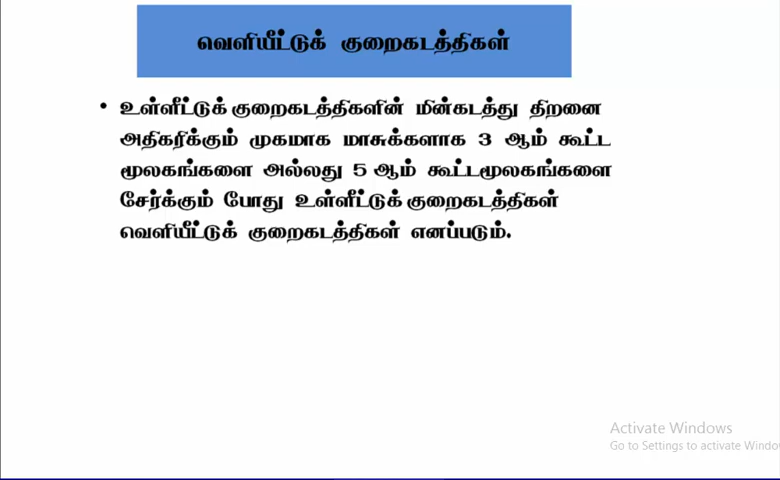 வெளியீட்டுக் குறைகடத்திகள்
• உள்ளீட்டுக் குறைகடத்திகளின் மின்கடத்து திறனை
அதிகரிக்கும் முகமாக மாசுக்களாக 3 ஆம் கூட்ட
மூலகங்களை அல்லது 5 ஆம் கூட்டமூலகங்களை
சேர்க்கும் போது உள்ளீட்டுக் குறைகடத்திகள்
வெளியீட்டுக் குறைகடத்திகள் எனப்படும்.
Activate Windows
Go to Settings to activate Windo